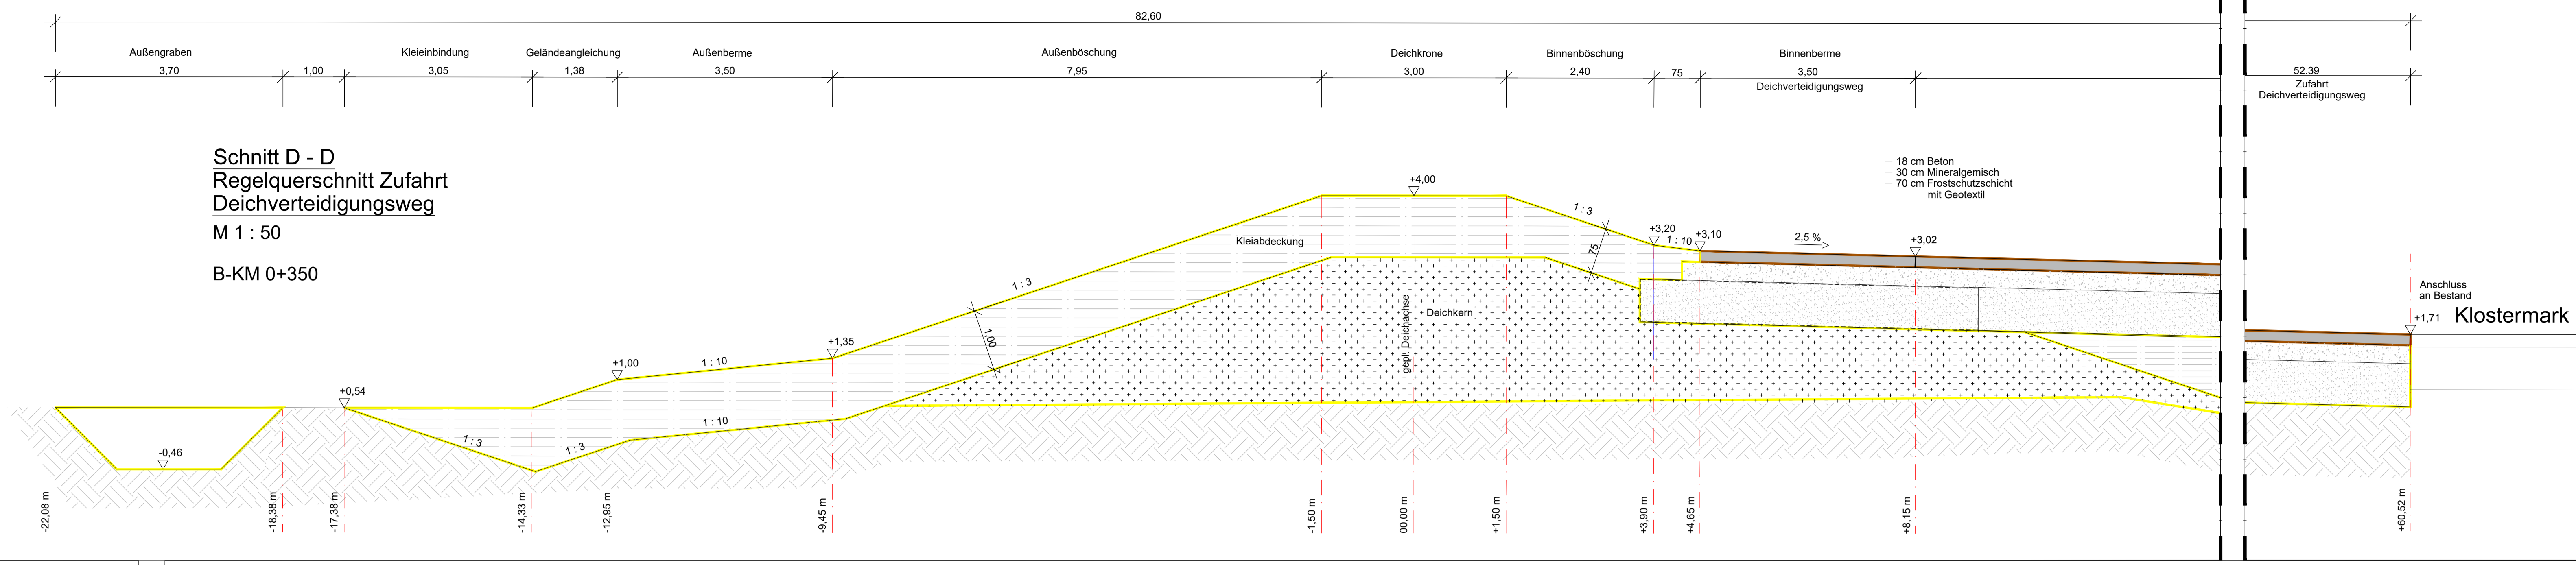 82,60
Außengraben
Kleieinbindung
Geländeangleichung
Außenberme
Außenböschung
Deichkrone
Binnenböschung
Binnenberme
3,70
1,00
3,05
1,38
3,50
7,95
3,00
2,40
75
3,50
52.39
Deichverteidigungsweg
Zufahrt
Deichverteidigungsweg
Schnitt D - D
Regelquerschnitt Zufahrt
Deichverteidigungsweg
M 1 : 50
B-KM 0+350
18 cm Beton
30 cm Mineralgemisch
70 cm Frostschutzschicht
mit Geotextil
+4,00
1 : 3
+3,20
1 : 10
+3,10
2,5 %
+3,02
75
Kleiabdeckung
1 : 3
1,00
gepl. Deichachse
Deichkern
Anschluss
an Bestand
+1,71
Klostermark
+1,35
1 : 10
+1,00
+0,54
1 : 3
1 : 3
1 : 10
-0,46
-22,08 m
-18,38 m
-17,38 m
-14,33 m
-12,95 m
-9,45 m
-1,50 m
00,00 m
+1,50 m
+3,90 m
+4,65 m
+8,15 m
+60,52 m